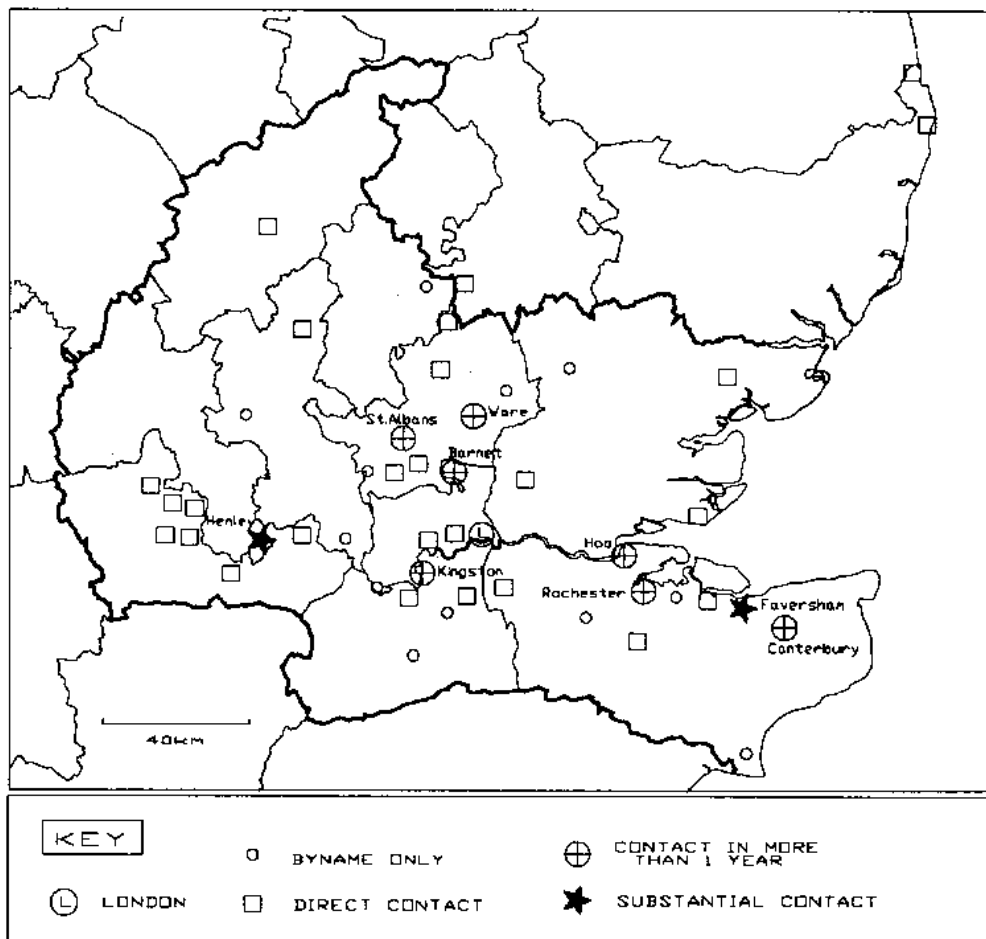 Ware
St.Albans
Barnet
Henley
Hoo
Kingston
Rochester
Faversham
Canterbury
L
40km
KEY
BYNAME ONLY
CONTACT IN MORE
THAN 1 YEAR
L LONDON
DIRECT CONTACT
SUBSTANTIAL CONTACT